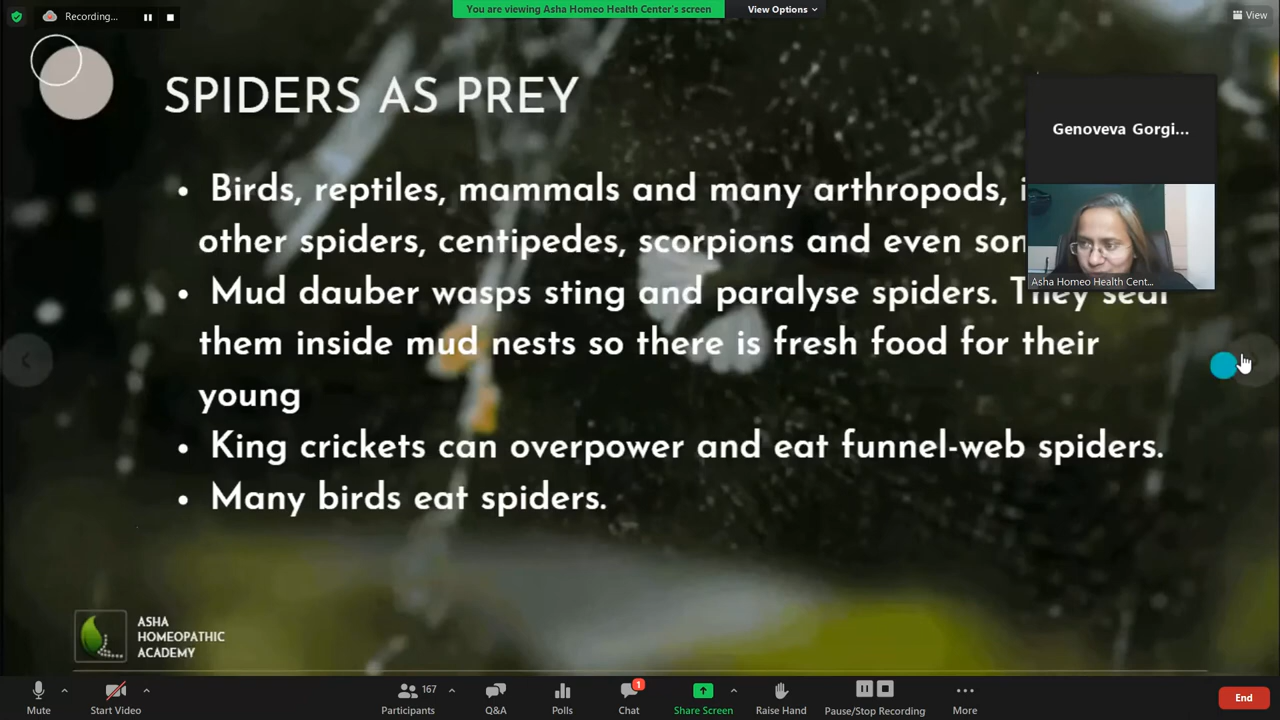 Recording...
You are viewing Asha Homeo Health Center's screen
View Options
View
SPIDERS AS PREY
Genoveva Gorgi...
Asha Homeo Health Cent...
• Birds, reptiles, mammals and many arthropods,
other spiders, centipedes, scorpions and even
• Mud dauber wasps sting and paralyse spiders. They seal
them inside mud nests so there is fresh food for their
young
• King crickets can overpower and eat funnel-web spiders.
• Many birds eat spiders.
ASHA
HOMEOPATHIC
ACADEMY
Mute
Start Video
167
Participants
Q&A
Polls
1
Chat
Share Screen
Raise Hand
Pause/Stop Recording
More
End